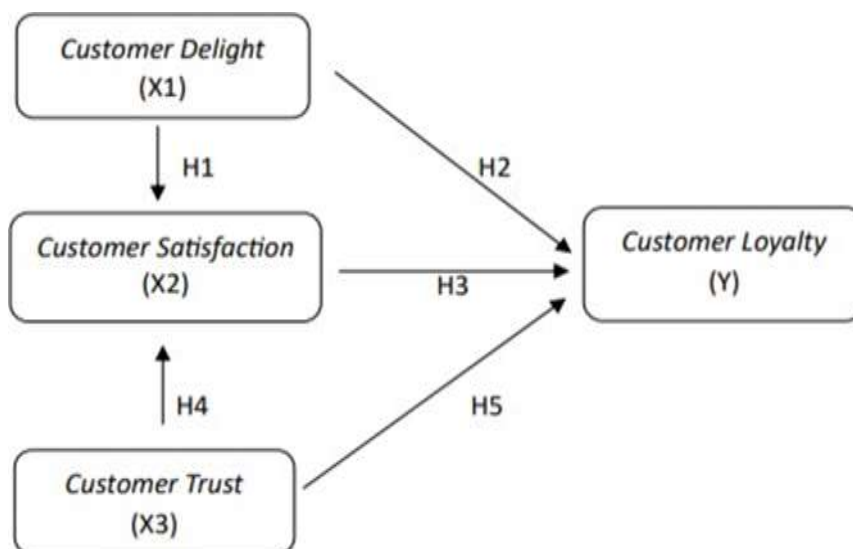 Customer Delight
(X1)
H1
H2
Customer Satisfaction
(X2)
H3
Customer Loyalty
(Y)
H4
H5
Customer Trust
(X3)